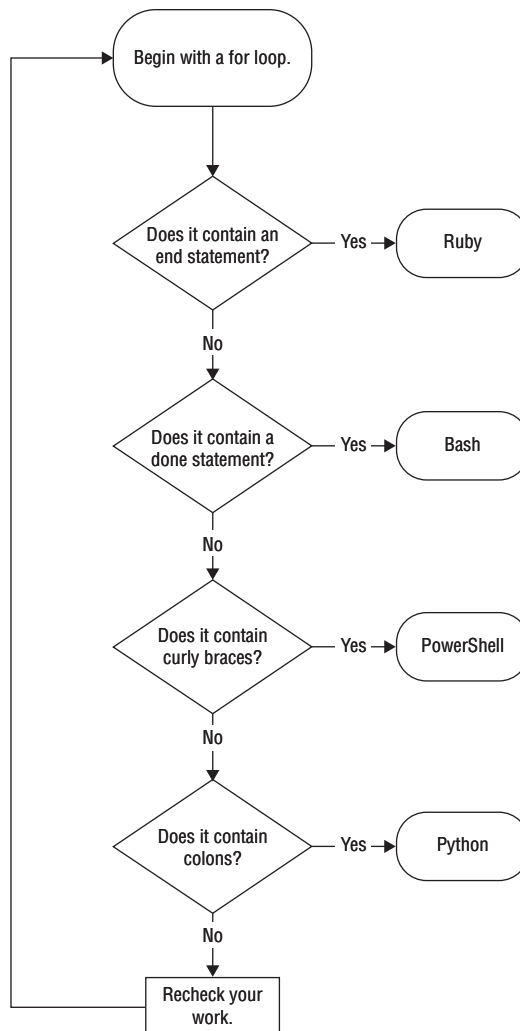 Begin with a for loop.
Does it contain an
end statement?
Yes
Ruby
No
Does it contain a
done statement?
Yes
Bash
No
Does it contain
curly braces?
Yes
PowerShell
No
Does it contain
colons?
Yes
Python
No
Recheck your
work.